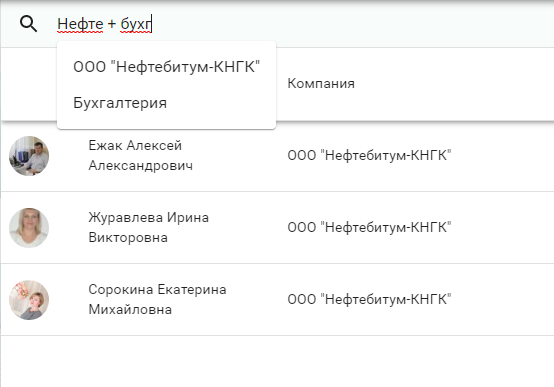 Нефте + бухг
ООО "Нефтебитум-КНГК"
Бухгалтерия
Компания
Ежак Алексей
Александрович
ООО "Нефтебитум-КНГК"
Журавлева Ирина
Викторовна
ООО "Нефтебитум-КНГК"
Сорокина Екатерина
Михайловна
ООО "Нефтебитум-КНГК"